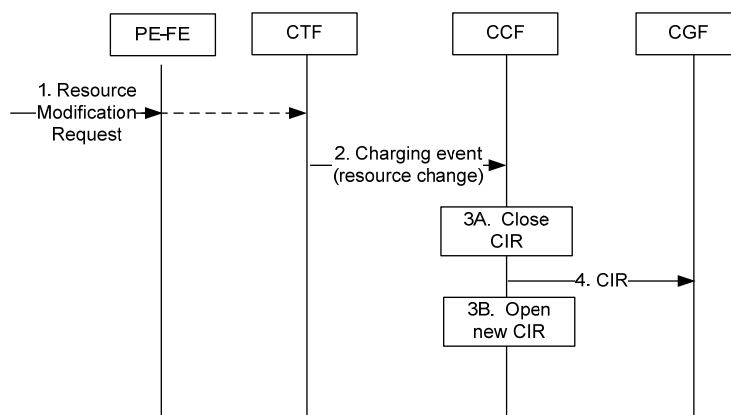 PE-FE
CTF
CCF
CGF
1. Resource
Modification
Request
2. Charging event
(resource change)
3A. Close
CIR
4. CIR
3B. Open
new CIR